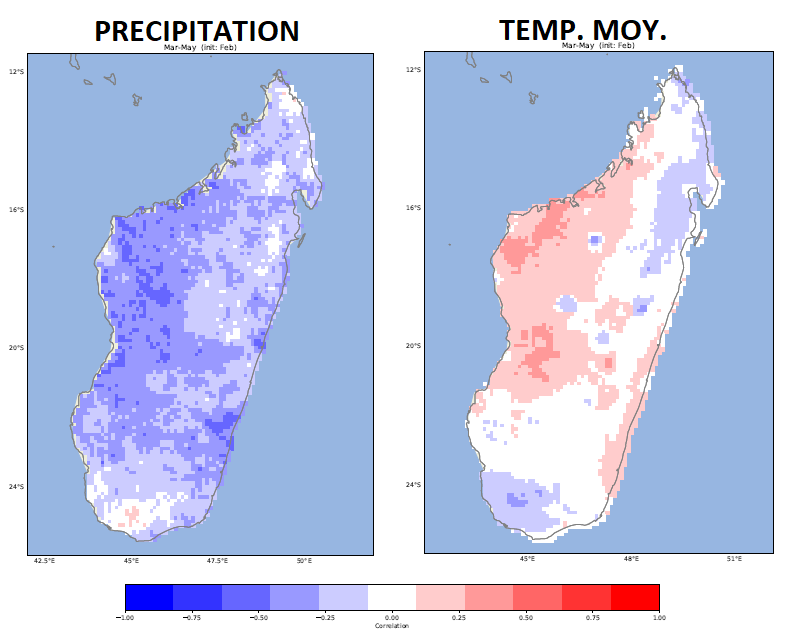 PRECIPITATION
Mar-May (init: Feb)
12°S
16°S
20°S
24°S
42.5°E 45°E 47.5°E 50°E
TEMP. MOY.
Mar-May (init: Feb)
12°S
16°S
20°S
24°S
45°E 48°E 51°E
−1.00 −0.75 −0.50 −0.25 0.00 0.25 0.50 0.75 1.00
Correlation